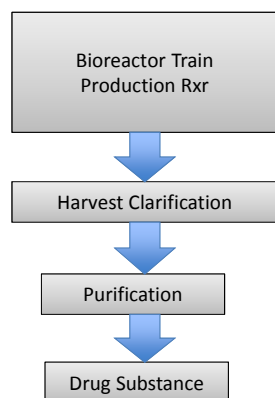 Bioreactor Train
Production Rxr
Harvest Clarification
Purification
Drug Substance